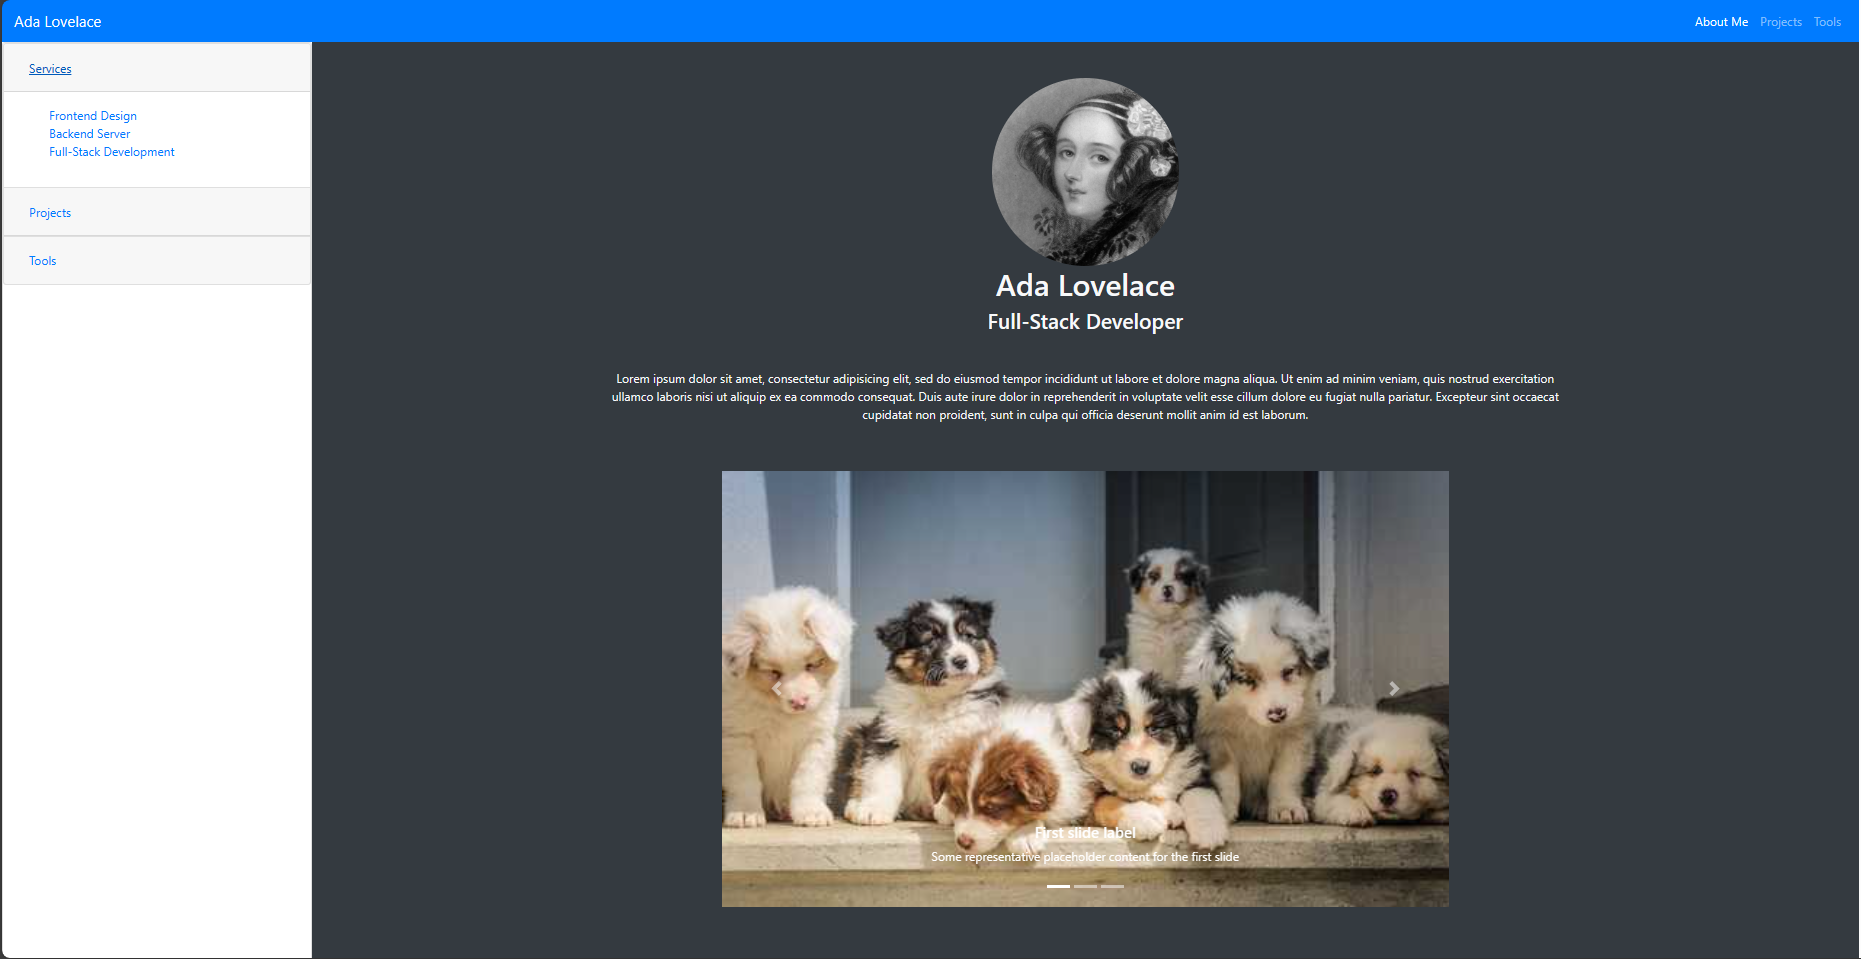 Ada Lovelace
About Me Projects Tools
Services
Frontend Design
Backend Server
Full-Stack Development
Projects
Tools
Ada Lovelace
Full-Stack Developer
Lorem ipsum dolor sit amet, consectetur adipisicing elit, sed do eiusmod tempor incididunt ut labore et dolore magna aliqua. Ut enim ad minim veniam, quis nostrud exercitation
ullamco laboris nisi ut aliquip ex ea commodo consequat. Duis aute irure dolor in reprehenderit in voluptate velit esse cillum dolore eu fugiat nulla pariatur. Excepteur sint occaecat
cupidatat non proident, sunt in culpa qui officia deserunt mollit anim id est laborum.
First slide label
Some representative placeholder content for the first slide